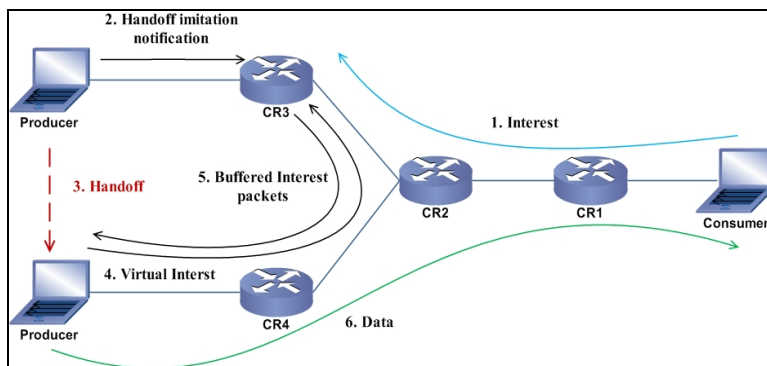 2. Handoff imitation
notification
Producer
CR3
1. Interest
3. Handoff
5. Buffered Interest
packets
CR2
CR1
Consumer
4. Virtual Interst
Producer
CR4
6. Data